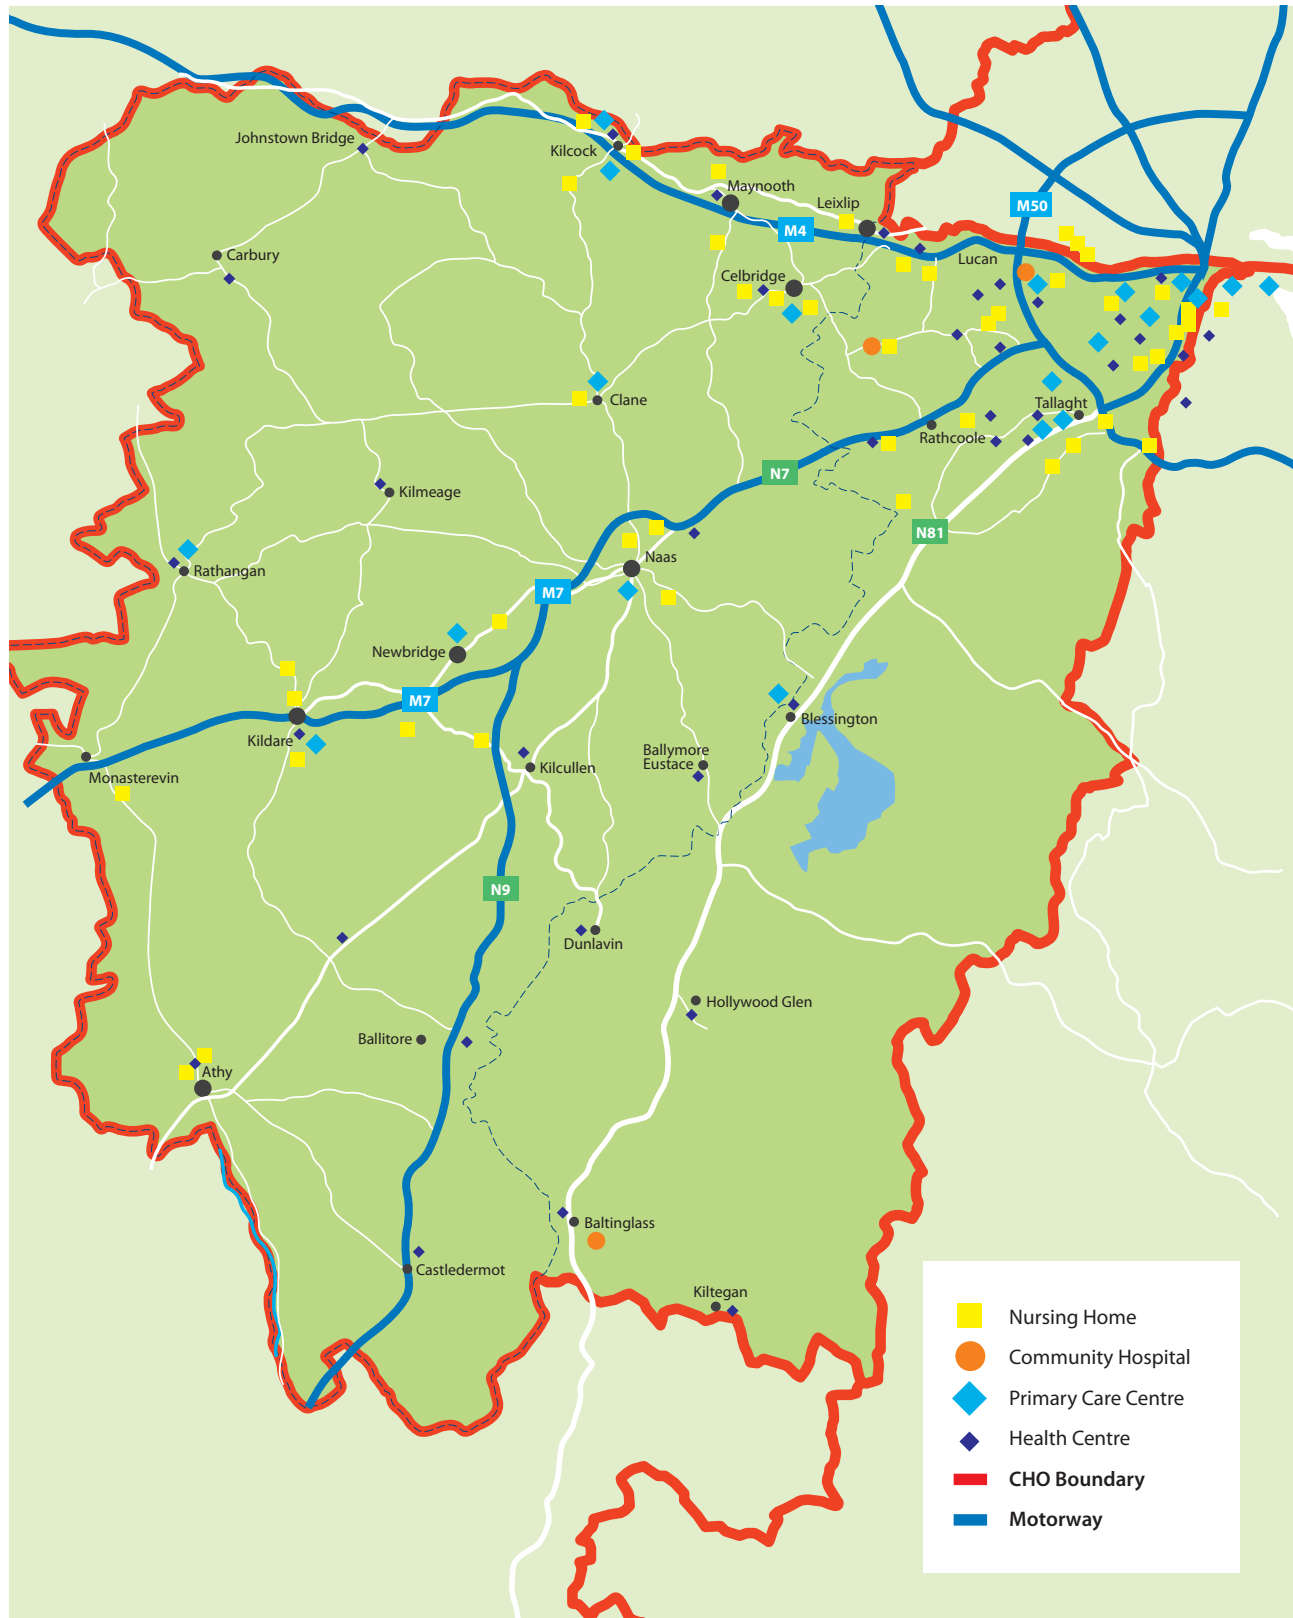 Johnstown Bridge
Kilcock
Maynooth
Leixlip
M50
M4
Carbury
Lucan
Celbridge
Clane
Tallaght
Rathcoole
N7
Kilmeage
N81
Naas
Rathangan
M7
Newbridge
M7
Blessington
Kildare
Ballymore
Eustace
Kilcullen
Monasterevin
N9
Dunlavin
Hollywood Glen
Ballitore
Athy
Baltinglass
Castledermot
Kiltegan
Nursing Home
Community Hospital
Primary Care Centre
Health Centre
CHO Boundary
Motorway